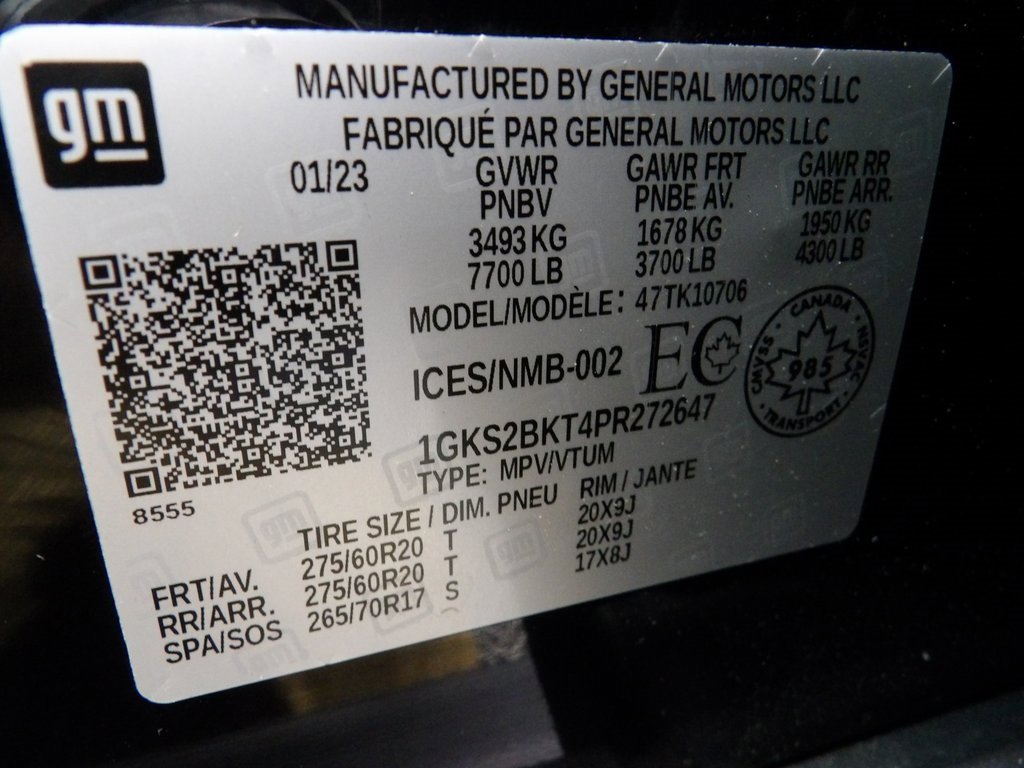 gm
MANUFACTURED BY GENERAL MOTORS LLC
FABRIQUÉ PAR GENERAL MOTORS LLC
01/23 GVWR GAWR FRT GAWR RR
PNBV PNBE AV. PNBE ARR.
3493 KG 1678 KG 1950 KG
7700 LB 3700 LB 4300 LB
MODEL/MODÈLE: 47TK10706
ICES/NMB-002 EC
CANADA
CMVSS 985 NSVAC
TRANSPORT
1GKS2BKT4PR272647
TYPE: MPV/VTUM
8555
TIRE SIZE / DIM. PNEU RIM / JANTE
FRT/AV. 275/60R20 T 20X9J
RR/ARR. 275/60R20 T 20X9J
SPA/SOS 265/70R17 S 17X8J